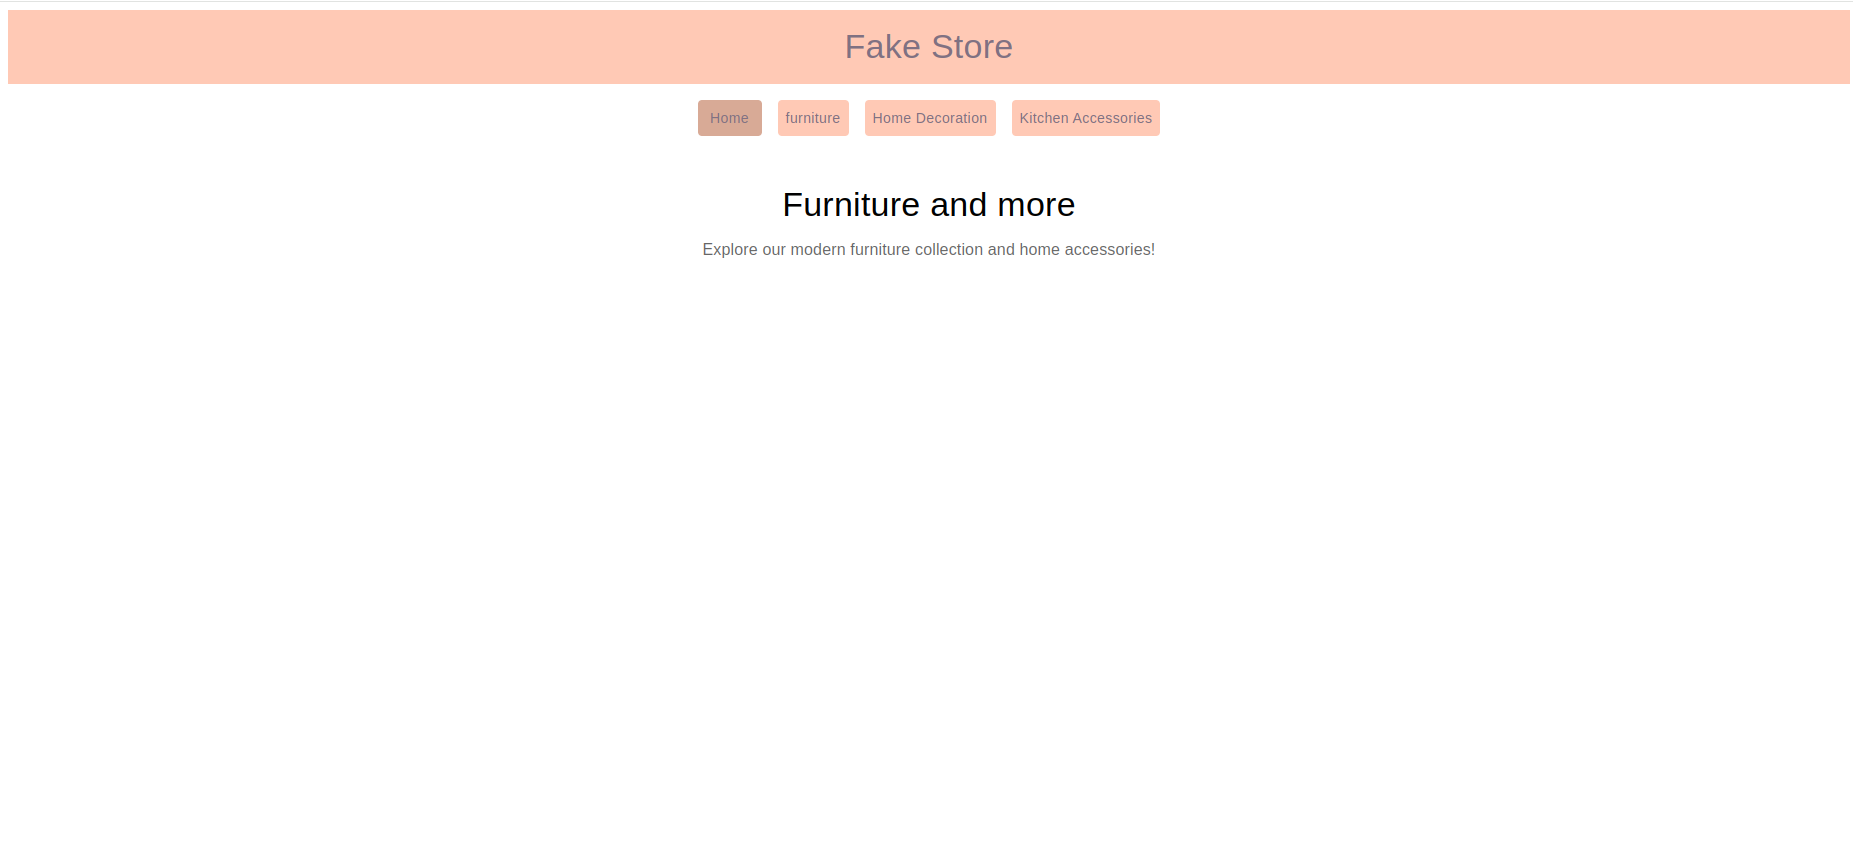 Fake Store
Home furniture Home Decoration Kitchen Accessories
Furniture and more
Explore our modern furniture collection and home accessories!